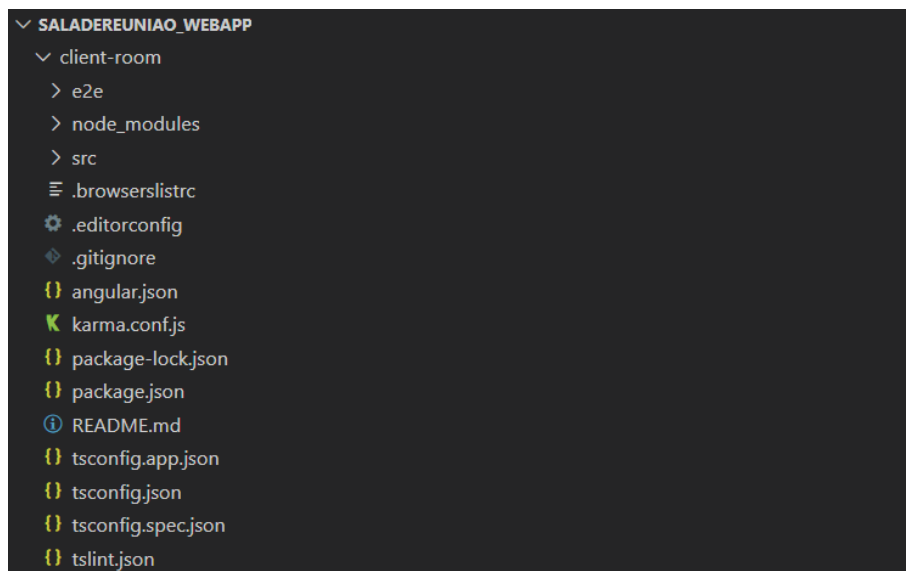 SALADEREUNIAO_WEBAPP
client-room
e2e
node_modules
src
.browserslistrc
.editorconfig
.gitignore
angular.json
karma.conf.js
package-lock.json
package.json
README.md
tsconfig.app.json
tsconfig.json
tsconfig.spec.json
tslint.json